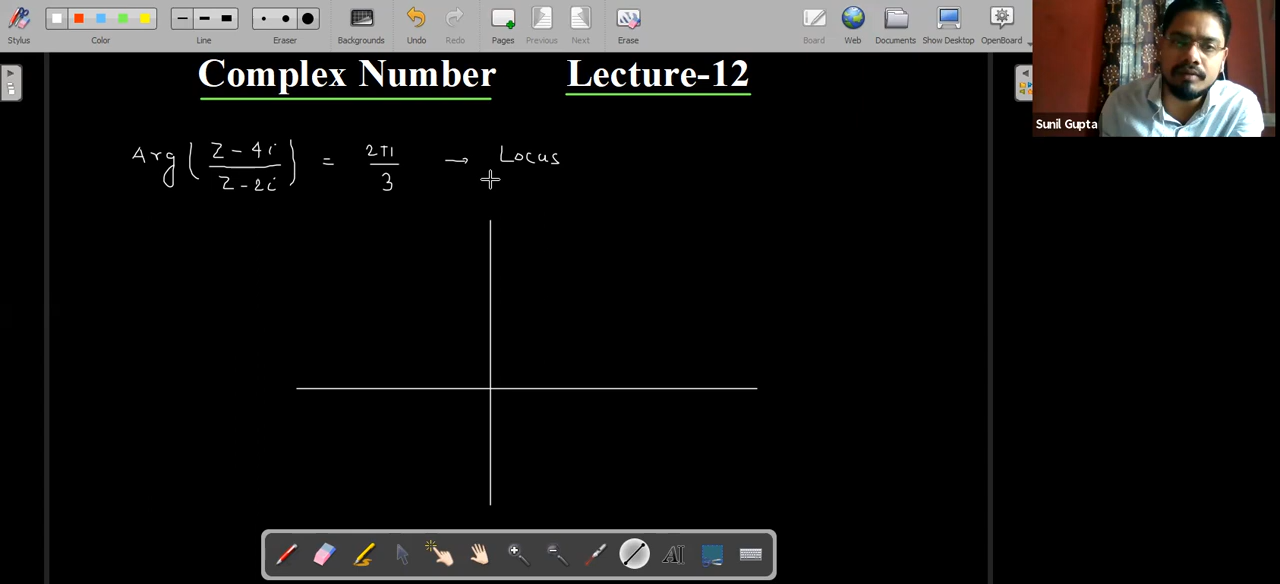 Stylus Color Line Eraser Backgrounds Undo Redo Pages Previous Next Erase Board Web Documents Show Desktop OpenBoard
Complex Number Lecture-12
Sunil Gupta
Arg ( (Z-4i)/(Z-2i) ) = 2π/3 → Locus
AI